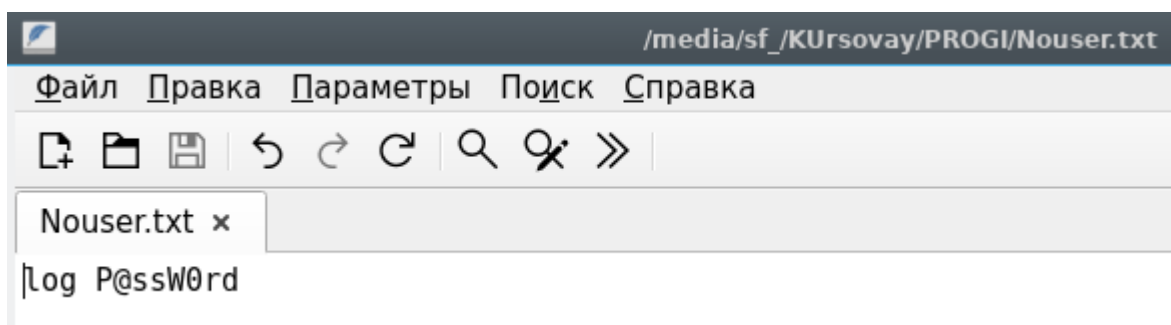 /media/sf_/KUrsovay/PROGI/Nouser.txt
Файл Правка Параметры Поиск Справка
Nouser.txt ×
log P@ssW0rd